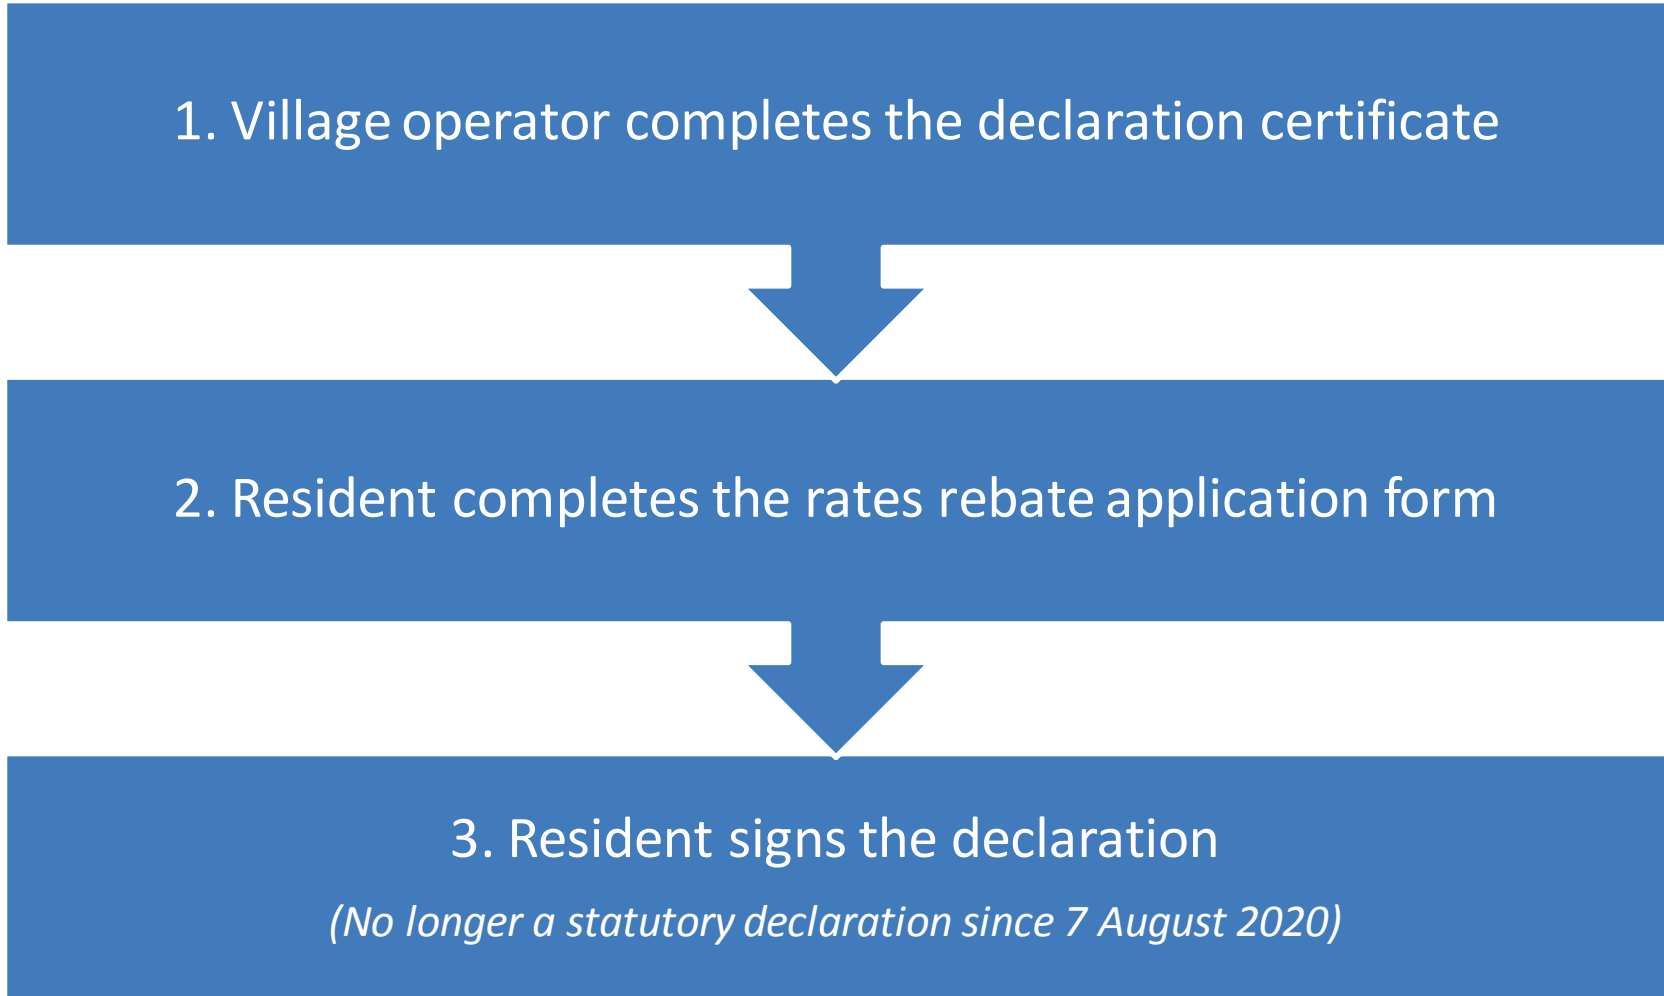 1. Village operator completes the declaration certificate
2. Resident completes the rates rebate application form
3. Resident signs the declaration
(No longer a statutory declaration since 7 August 2020)